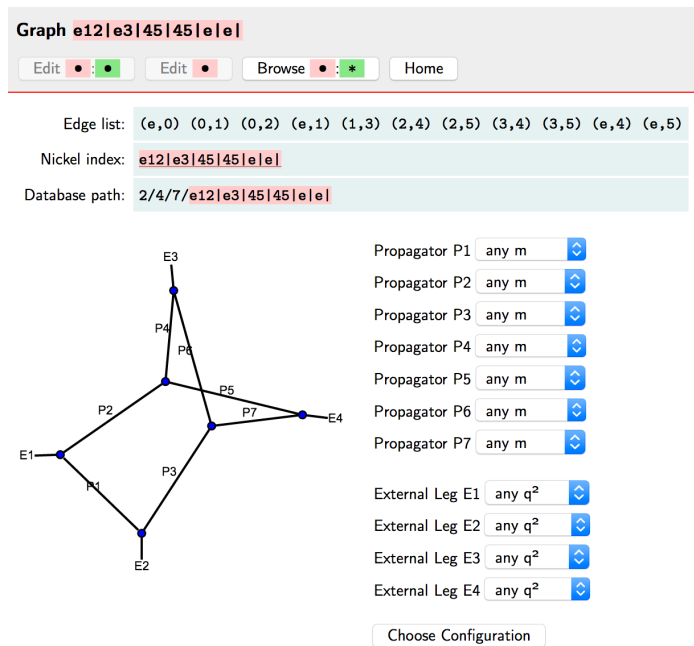 Graph e12|e3|45|45|e|e|
Edit ● : ● Edit ● Browse ● : * Home
Edge list: (e,0) (0,1) (0,2) (e,1) (1,3) (2,4) (2,5) (3,4) (3,5) (e,4) (e,5)
Nickel index: e12|e3|45|45|e|e|
Database path: 2/4/7/e12|e3|45|45|e|e|
E3
P4
P6
P5
P2
P7
E4
E1
P3
P1
E2
Propagator P1 any m
Propagator P2 any m
Propagator P3 any m
Propagator P4 any m
Propagator P5 any m
Propagator P6 any m
Propagator P7 any m
External Leg E1 any q²
External Leg E2 any q²
External Leg E3 any q²
External Leg E4 any q²
Choose Configuration